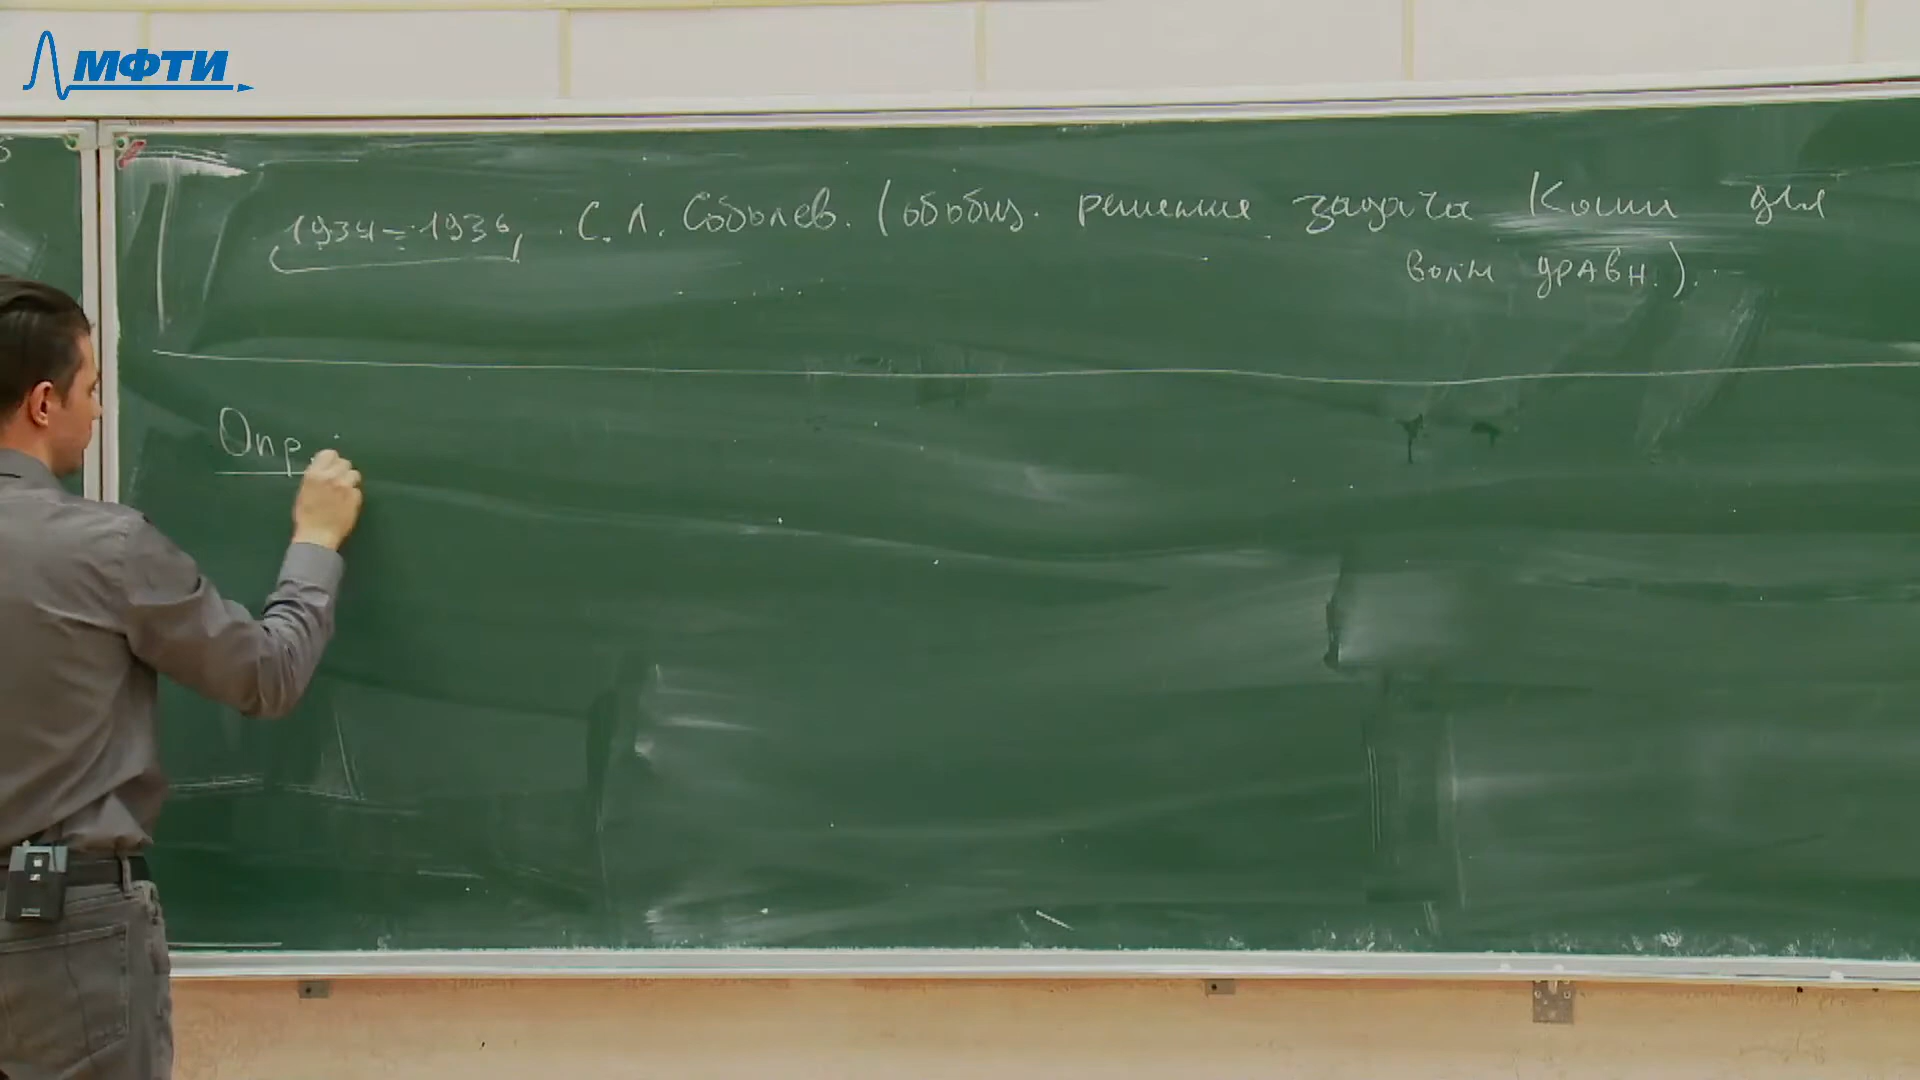 МФТИ
1934-1936, С. Л. Соболев. (обобщ. решение задача Коши для
волн уравн.).
Опр.